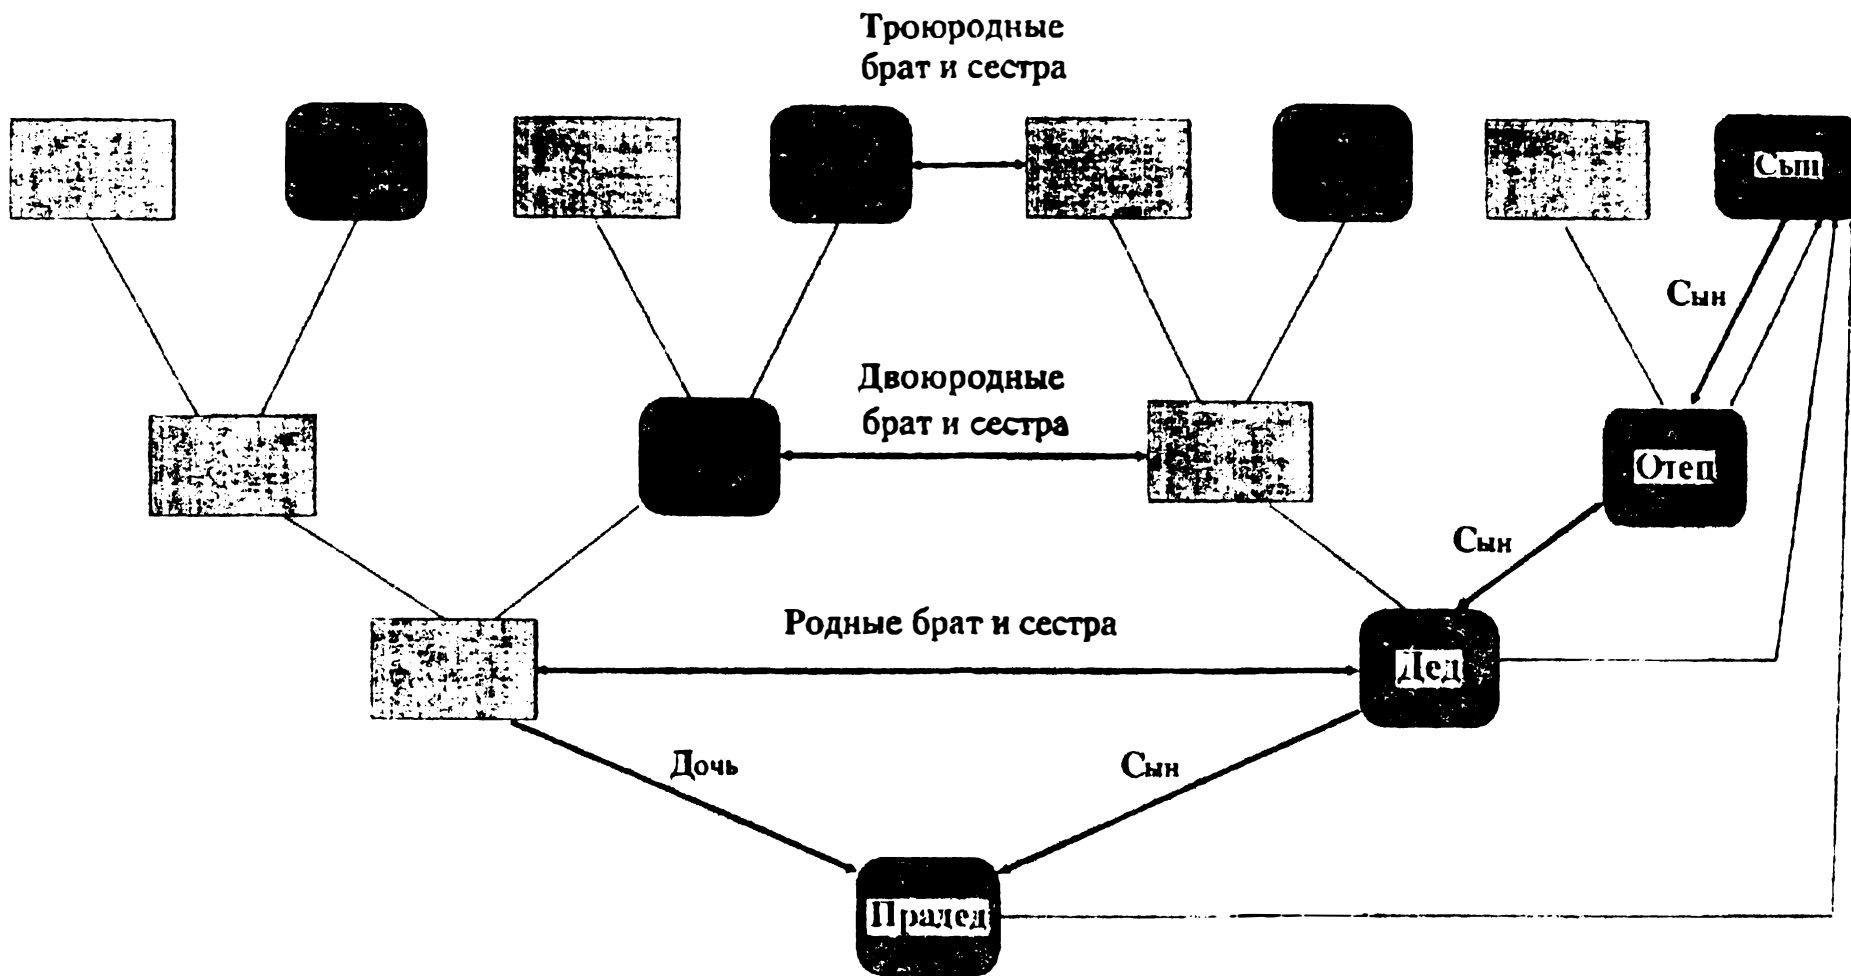 Троюродные
брат и сестра
Сын
Сын
Двоюродные
брат и сестра
Отец
Сын
Родные брат и сестра
Дед
Дочь
Сын
Прадед